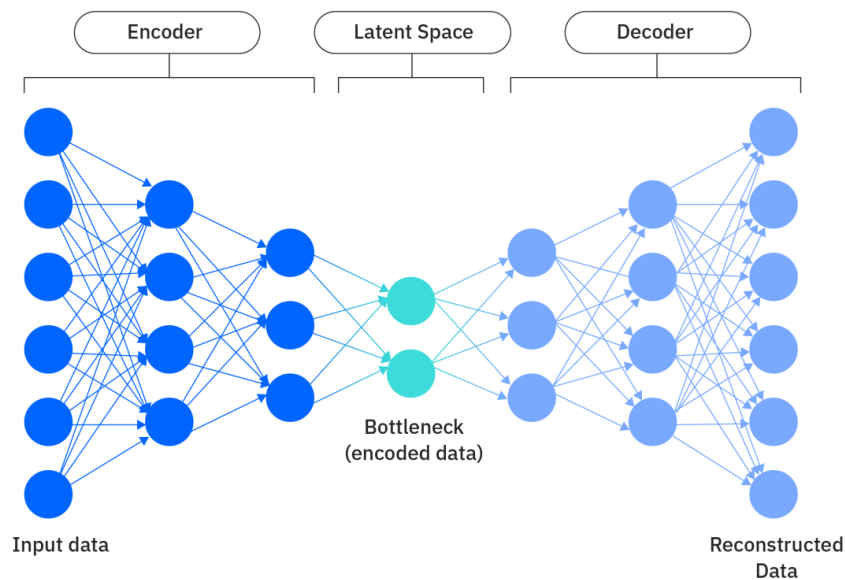 Encoder
Latent Space
Decoder
Bottleneck
(encoded data)
Input data
Reconstructed
Data